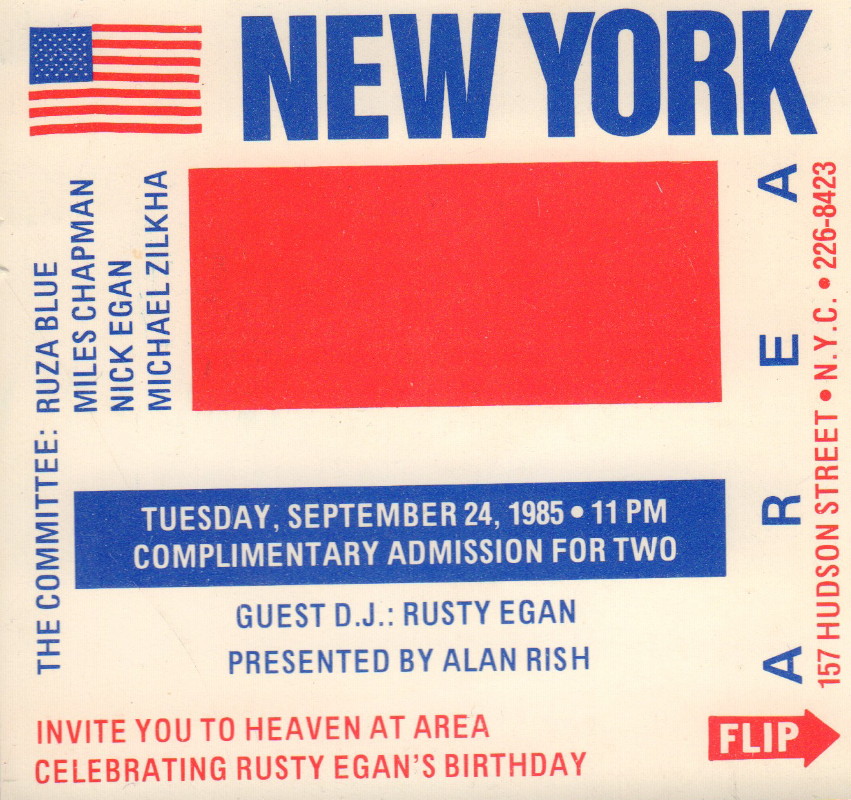 NEW YORK
THE COMMITTEE: RUZA BLUE
MILES CHAPMAN
NICK EGAN
MICHAEL ZILKHA
TUESDAY, SEPTEMBER 24, 1985 • 11 PM
COMPLIMENTARY ADMISSION FOR TWO
GUEST D.J.: RUSTY EGAN
PRESENTED BY ALAN RISH
INVITE YOU TO HEAVEN AT AREA
CELEBRATING RUSTY EGAN'S BIRTHDAY
AREA
157 HUDSON STREET • N.Y.C. • 226-8423
FLIP